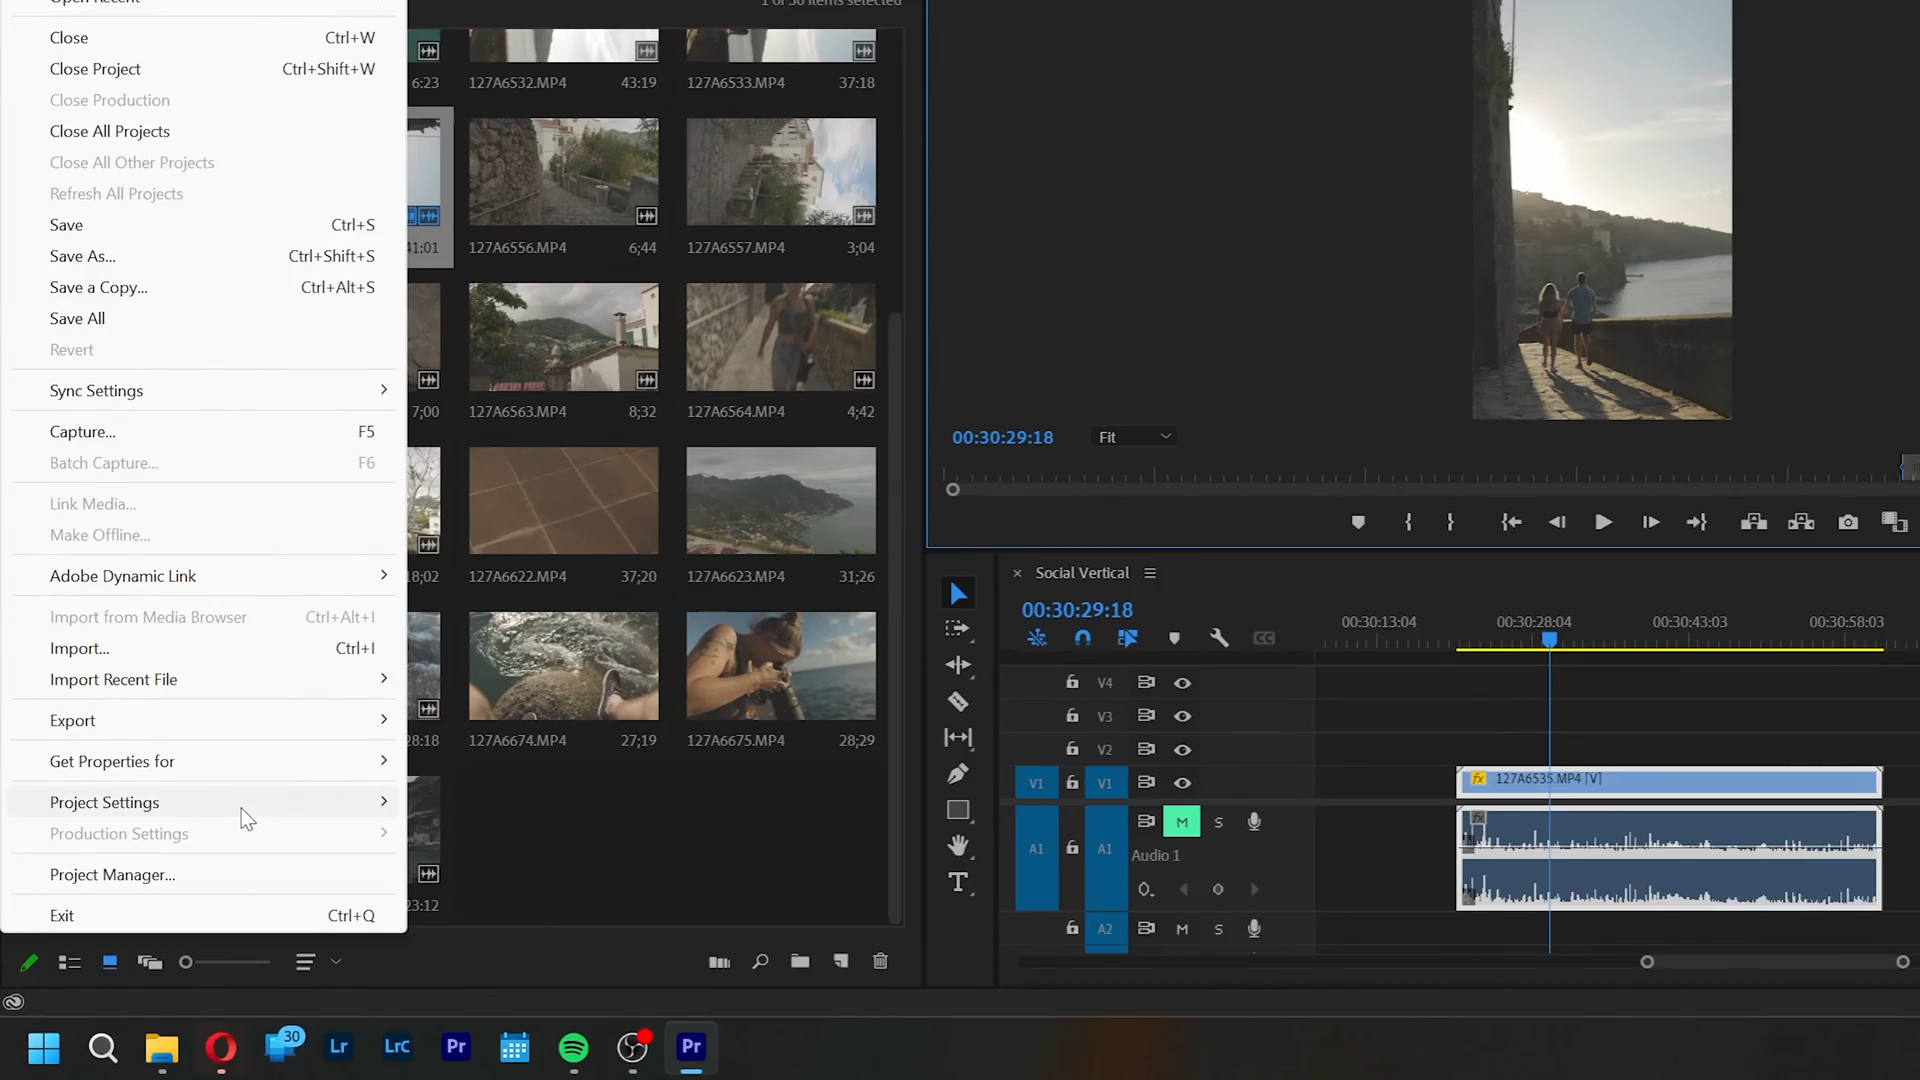 Open Recent
Close Ctrl+W
Close Project Ctrl+Shift+W
Close Production
Close All Projects
Close All Other Projects
Refresh All Projects
Save Ctrl+S
Save As... Ctrl+Shift+S
Save a Copy... Ctrl+Alt+S
Save All
Revert
Sync Settings
Capture... F5
Batch Capture... F6
Link Media...
Make Offline...
Adobe Dynamic Link
Import from Media Browser Ctrl+Alt+I
Import... Ctrl+I
Import Recent File
Export
Get Properties for
Project Settings
Production Settings
Project Manager...
Exit Ctrl+Q
1 of 30 items selected
6:23 127A6532.MP4 43:19 127A6533.MP4 37:18
41:01 127A6556.MP4 6;44 127A6557.MP4 3;04
7;00 127A6563.MP4 8;32 127A6564.MP4 4;42
18;02 127A6622.MP4 37;20 127A6623.MP4 31;26
28:18 127A6674.MP4 27;19 127A6675.MP4 28;29
23:12
00:30:29:18 Fit
Social Vertical
00:30:29:18
00:30:13:04 00:30:28:04 00:30:43:03 00:30:58:03
CC
V4
V3
V2
V1 V1 fx 127A6535.MP4 [V]
A1 A1 M S fx
Audio 1
A2 M S
30 Lr LrC Pr Pr